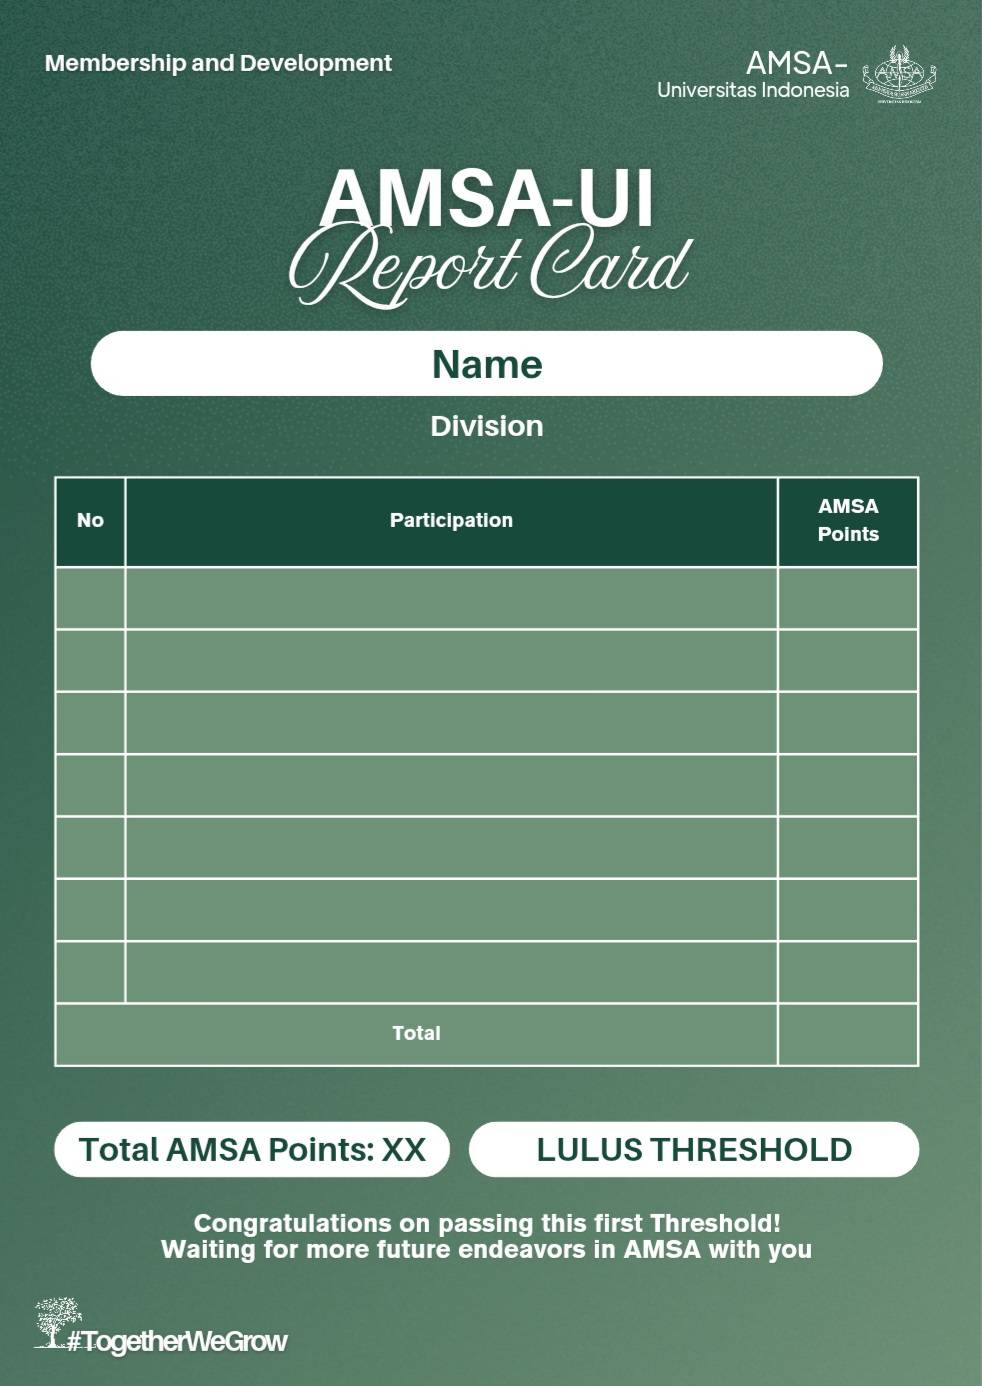 Membership and Development
AMSA-
Universitas Indonesia
AMSA
AMSA-UI
Report Card
Name
Division
No
Participation
AMSA
Points
Total
Total AMSA Points: XX
LULUS THRESHOLD
Congratulations on passing this first Threshold!
Waiting for more future endeavors in AMSA with you
#TogetherWeGrow